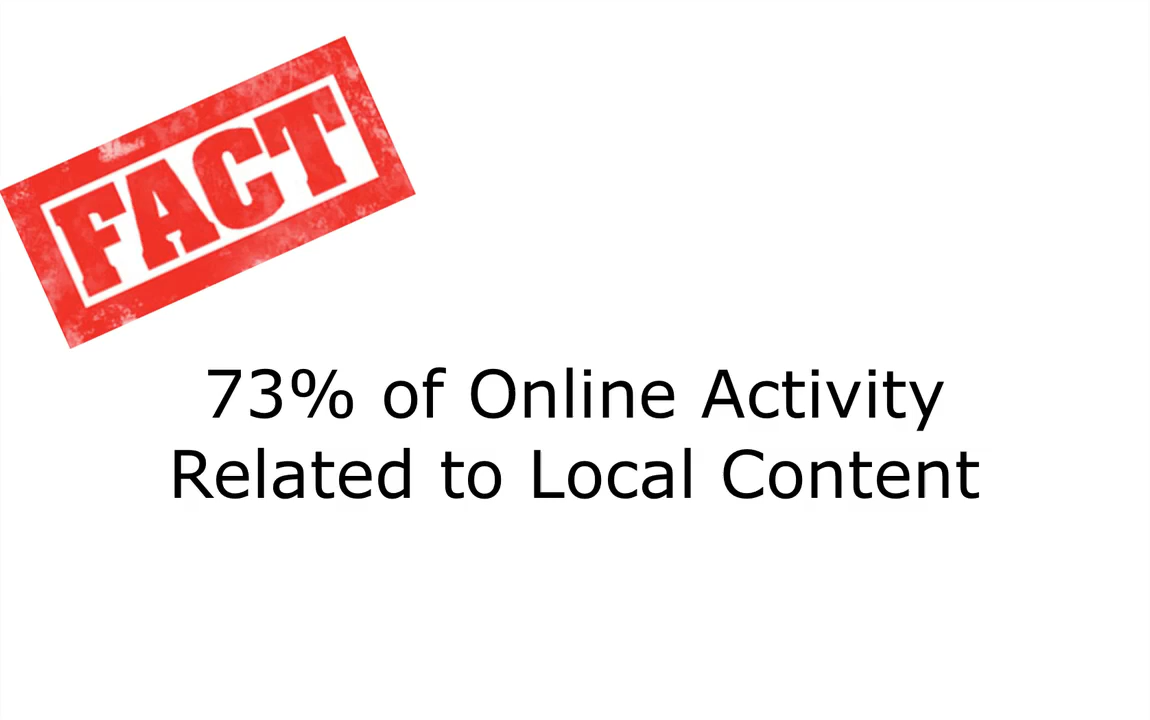 FACT
73% of Online Activity
Related to Local Content